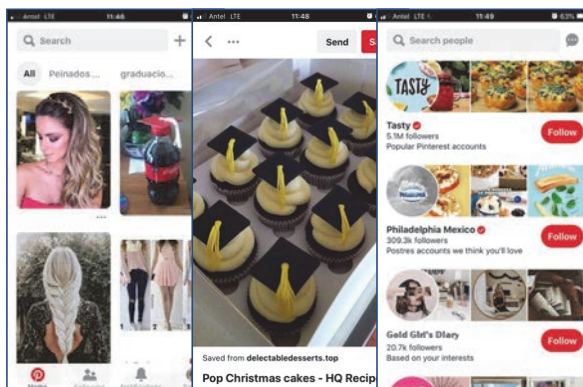 Antel LTE 11:48
Search
All Peinados ... graduacio...
Home
Antel LTE 11:48
Send
Saved from delectabledesserts.top
Pop Christmas cakes - HQ Recip
Antel LTE 11:49 63%
Search people
TASTY
Tasty
5.1M followers
Popular Pinterest accounts
Follow
Philadelphia Mexico
309.3k followers
Postres accounts we think you'll love
Follow
Gold Girl's Diary
20.7k followers
Based on your interests
Follow